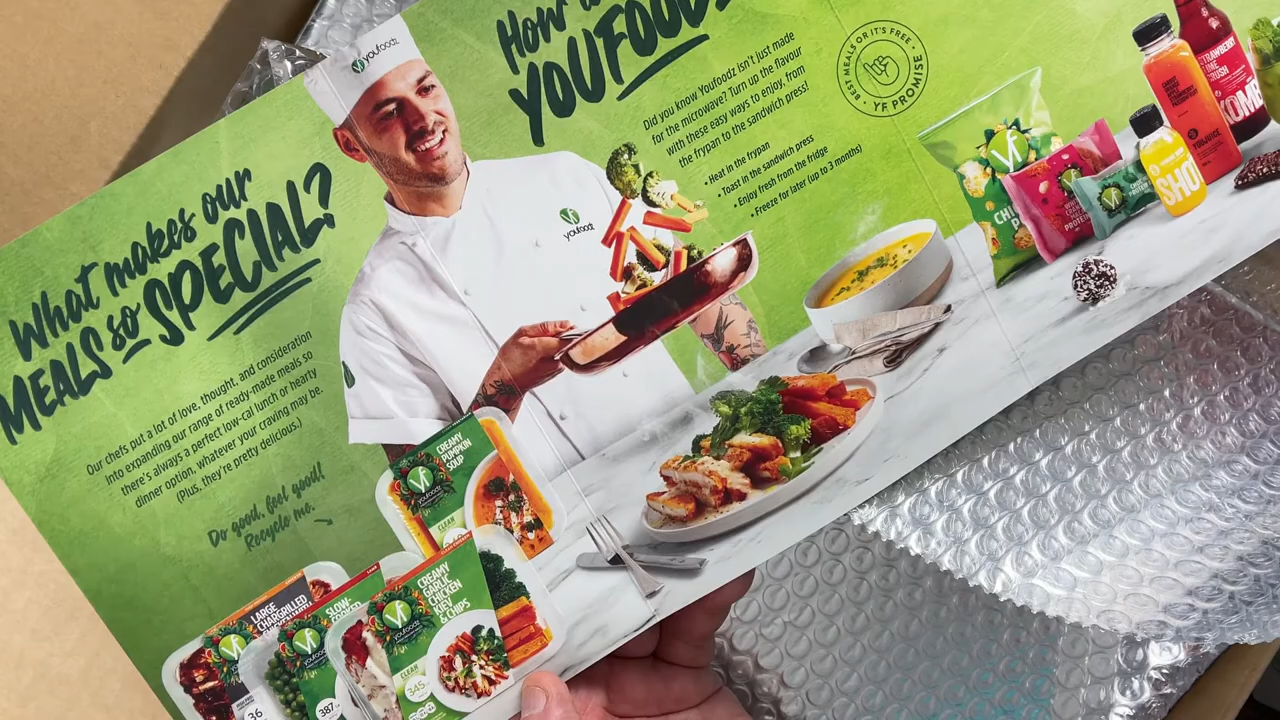 What makes our
MEALS so SPECIAL?
Our chefs put a lot of love, thought, and consideration
into expanding our range of ready-made meals so
there's always a perfect low-cal lunch or hearty
dinner option, whatever your craving may be.
(Plus, they're pretty delicious.)
Do good, feel good!
Recycle me.
youfoodz
youfoodz
How
YOUFOODZ
Did you know Youfoodz isn't just made
for the microwave? Turn up the flavour
with these easy ways to enjoy, from
the frypan to the sandwich press!
• Heat in the frypan
• Toast in the sandwich press
• Enjoy fresh from the fridge
• Freeze for later (up to 3 months)
BEST MEALS OR IT'S FREE •
• YF PROMISE
CREAMY
PUMPKIN
SOUP
youfoodz
CLEAN
LARGE
CHARGRILLED
36
SLOW
387
CREAMY
GARLIC
CHICKEN
KIEV
& CHIPS
youfoodz
CLEAN
345
PROTEIN
PROTEIN
SHO
YOUJUICE
STRAWBERRY
LIME
CRUSH
KOMB